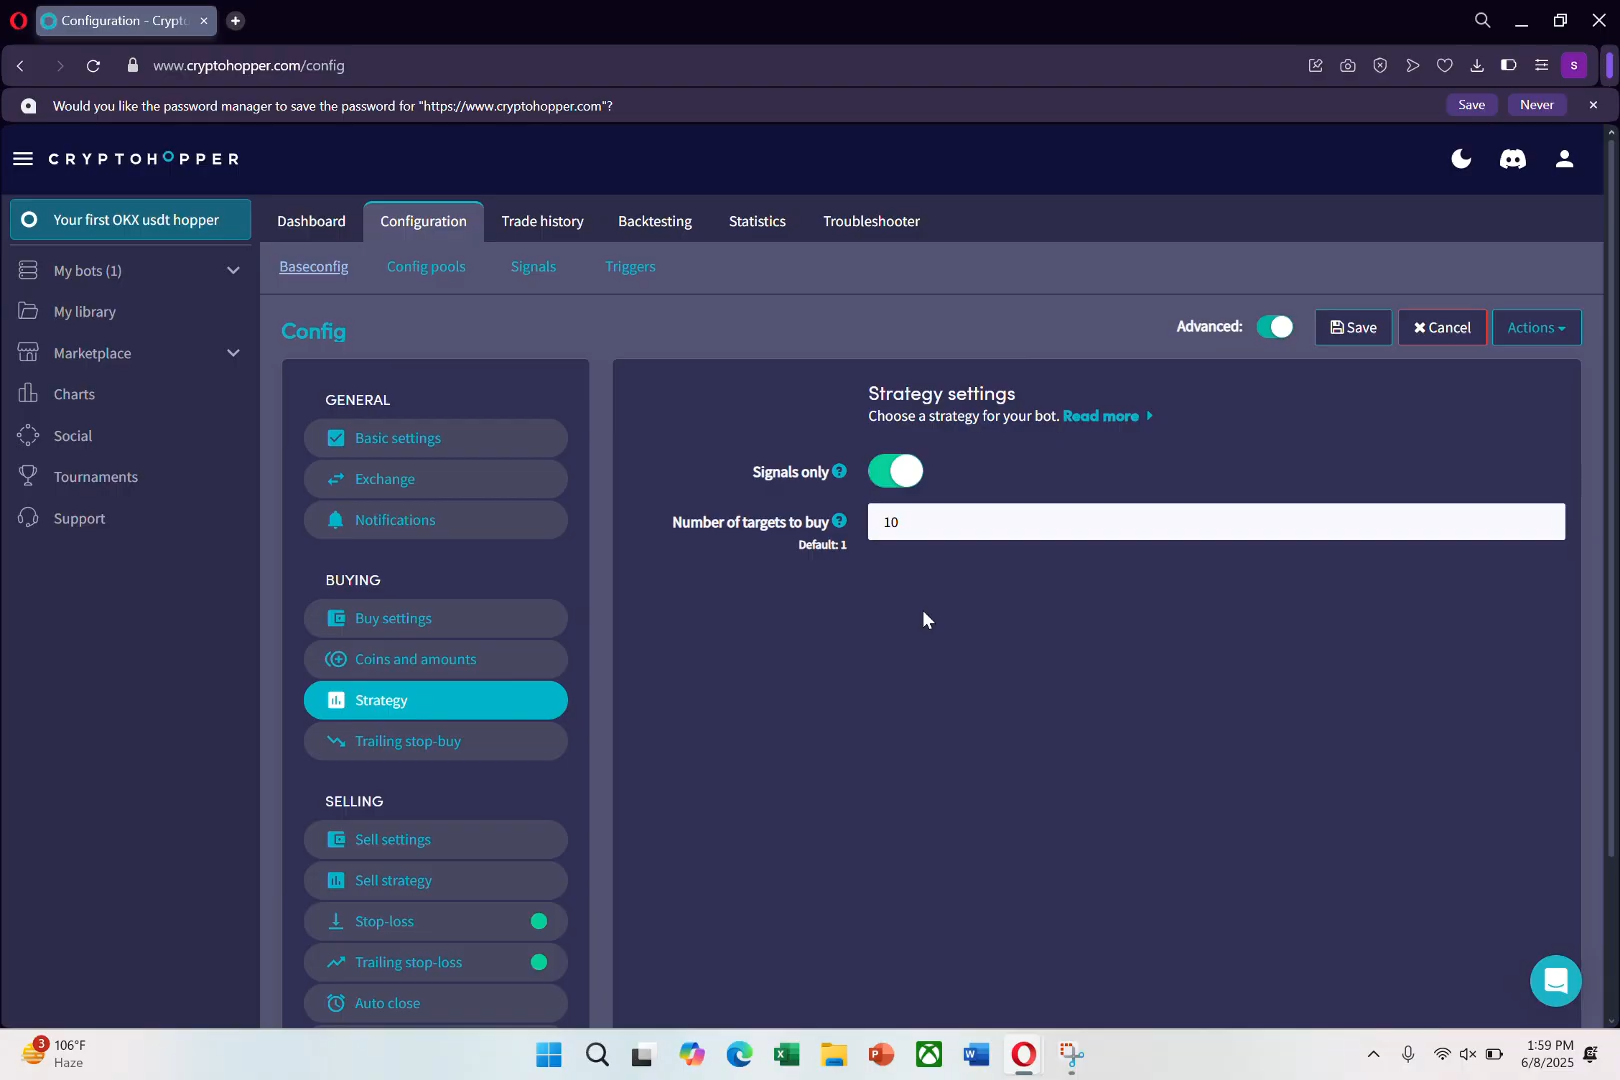 Configuration - Crypto
www.cryptohopper.com/config
S
Would you like the password manager to save the password for "https://www.cryptohopper.com"?
Save
Never
CRYPTOHOPPER
Your first OKX usdt hopper
Dashboard
Configuration
Trade history
Backtesting
Statistics
Troubleshooter
My bots (1)
My library
Marketplace
Charts
Social
Tournaments
Support
Baseconfig
Config pools
Signals
Triggers
Config
Advanced:
Save
Cancel
Actions
GENERAL
Basic settings
Exchange
Notifications
BUYING
Buy settings
Coins and amounts
Strategy
Trailing stop-buy
SELLING
Sell settings
Sell strategy
Stop-loss
Trailing stop-loss
Auto close
Strategy settings
Choose a strategy for your bot. Read more
Signals only ?
Number of targets to buy ?
Default: 1
10
3
106°F
Haze
1:59 PM
6/8/2025